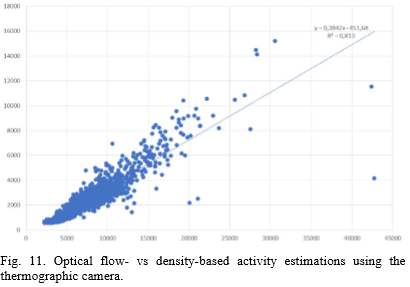 18000
16000
y = 0,3842x - 451,68
R² = 0,813
14000
12000
10000
8000
6000
4000
2000
0
0 5000 10000 15000 20000 25000 30000 35000 40000 45000
Fig. 11. Optical flow- vs density-based activity estimations using the
thermographic camera.